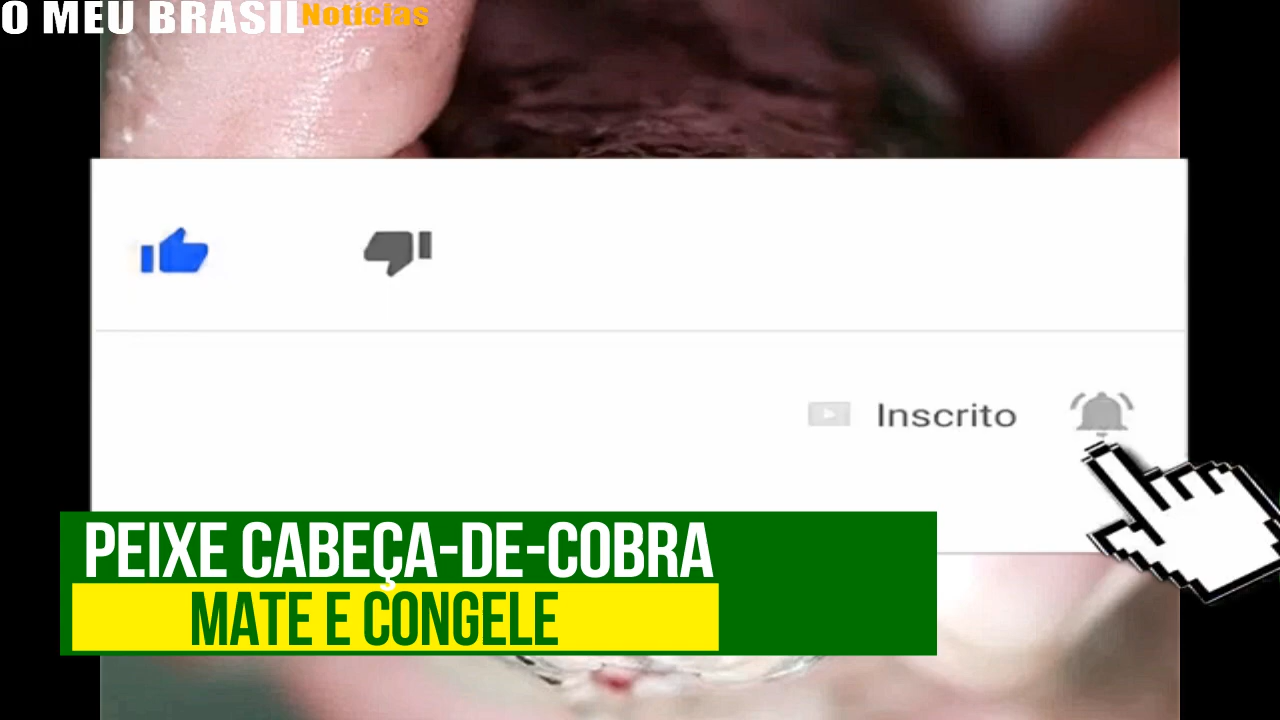 O MEU BRASIL Notícias
Inscrito
PEIXE CABEÇA-DE-COBRA
MATE E CONGELE